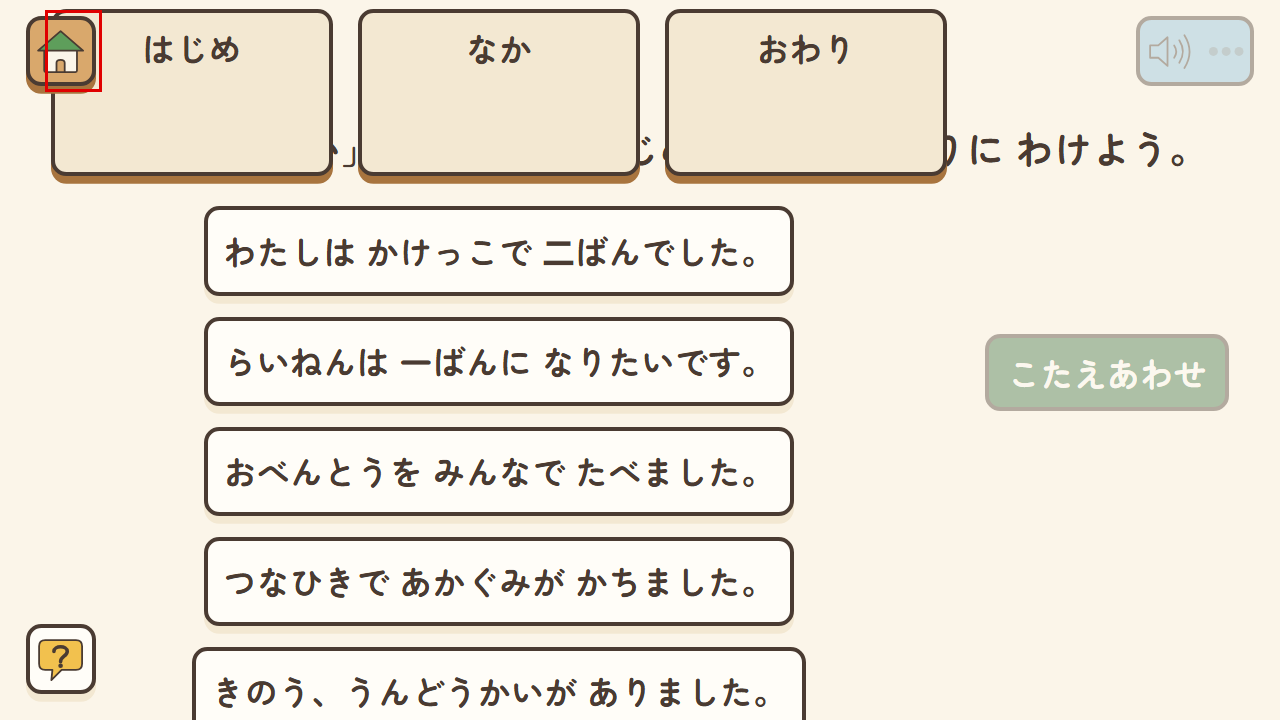 はじめ
なか
おわり
」
りに わけよう。
わたしは かけっこで 二ばんでした。
らいねんは 一ばんに なりたいです。
こたえあわせ
おべんとうを みんなで たべました。
つなひきで あかぐみが かちました。
?
きのう、うんどうかいが ありました。